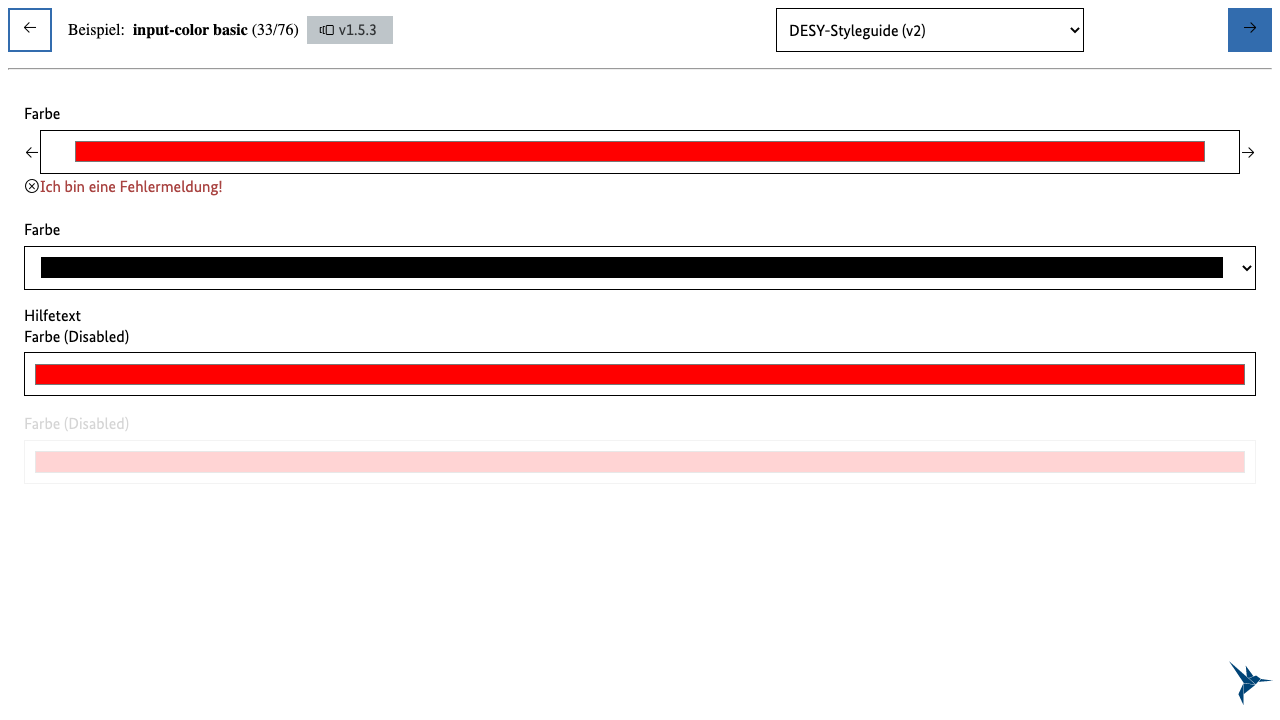 Beispiel: input-color basic (33/76) v1.5.3 DESY-Styleguide (v2)
Farbe
Ich bin eine Fehlermeldung!
Farbe
Hilfetext
Farbe (Disabled)
Farbe (Disabled)